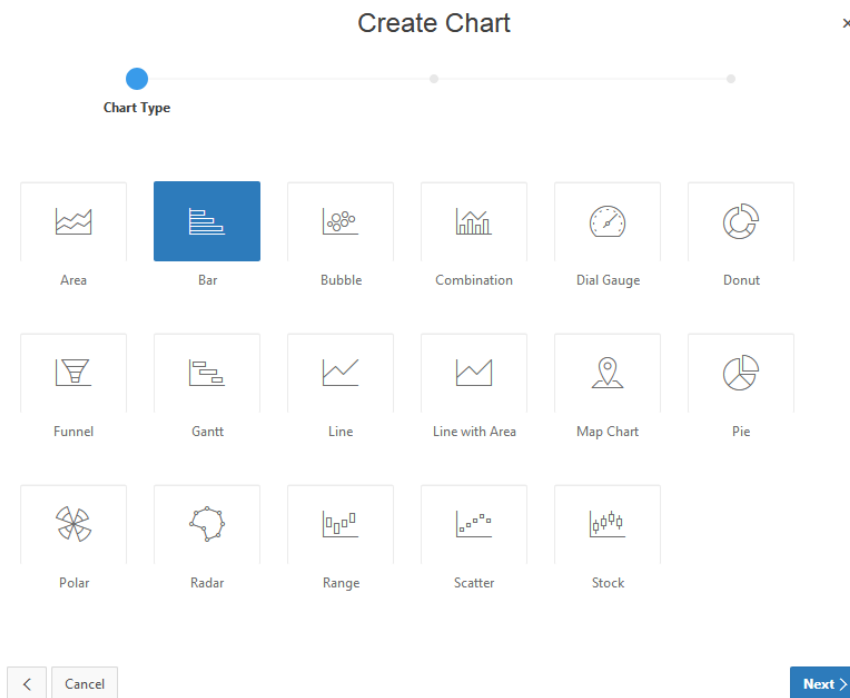 Create Chart
Chart Type
Area Bar Bubble Combination Dial Gauge Donut
Funnel Gantt Line Line with Area Map Chart Pie
Polar Radar Range Scatter Stock
Cancel Next